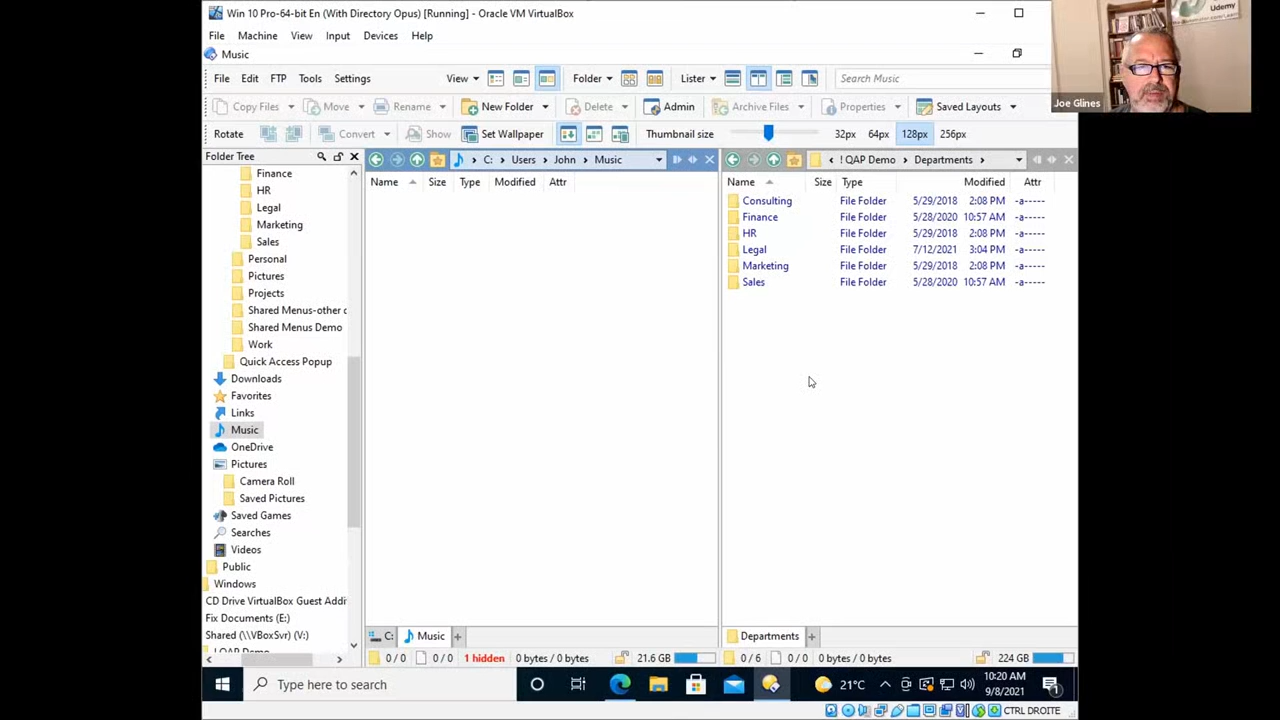 Win 10 Pro-64-bit En (With Directory Opus) [Running] - Oracle VM VirtualBox
File Machine View Input Devices Help
Music
File Edit FTP Tools Settings View Folder Lister Search Music
Copy Files Move Rename New Folder Delete Admin Archive Files Properties Saved Layouts
Rotate Convert Show Set Wallpaper Thumbnail size 32px 64px 128px 256px
Folder Tree
Finance
HR
Legal
Marketing
Sales
Personal
Pictures
Projects
Shared Menus-other c
Shared Menus Demo
Work
Quick Access Popup
Downloads
Favorites
Links
Music
OneDrive
Pictures
Camera Roll
Saved Pictures
Saved Games
Searches
Videos
Public
Windows
CD Drive VirtualBox Guest Addi
Fix Documents (E:)
Shared (\\VBoxSvr) (V:)
! QAP Demo
C: Users John Music
Name Size Type Modified Attr
C: Music +
0 / 0 0 / 0 1 hidden 0 bytes / 0 bytes 21.6 GB
! QAP Demo Departments
Name Size Type Modified Attr
Consulting File Folder 5/29/2018 2:08 PM -a-----
Finance File Folder 5/28/2020 10:57 AM -a-----
HR File Folder 5/29/2018 2:08 PM -a-----
Legal File Folder 7/12/2021 3:04 PM -a-----
Marketing File Folder 5/29/2018 2:08 PM -a-----
Sales File Folder 5/28/2020 10:57 AM -a-----
Departments +
0 / 6 0 / 0 0 bytes / 0 bytes 224 GB
Type here to search
21°C
10:20 AM
9/8/2021
1
CTRL DROITE
Udemy
Joe Glines